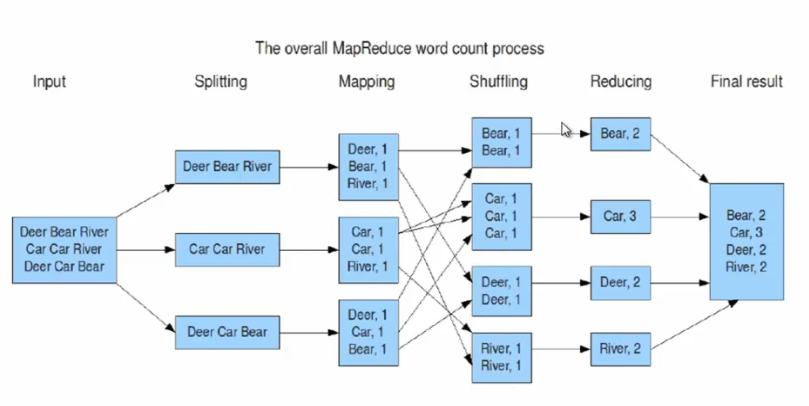 The overall MapReduce word count process
Input
Splitting
Mapping
Shuffling
Reducing
Final result
Deer Bear River
Car Car River
Deer Car Bear
Deer Bear River
Car Car River
Deer Car Bear
Deer, 1
Bear, 1
River, 1
Car, 1
Car, 1
River, 1
Deer, 1
Car, 1
Bear, 1
Bear, 1
Bear, 1
Car, 1
Car, 1
Car, 1
Deer, 1
Deer, 1
River, 1
River, 1
Bear, 2
Car, 3
Deer, 2
River, 2
Bear, 2
Car, 3
Deer, 2
River, 2